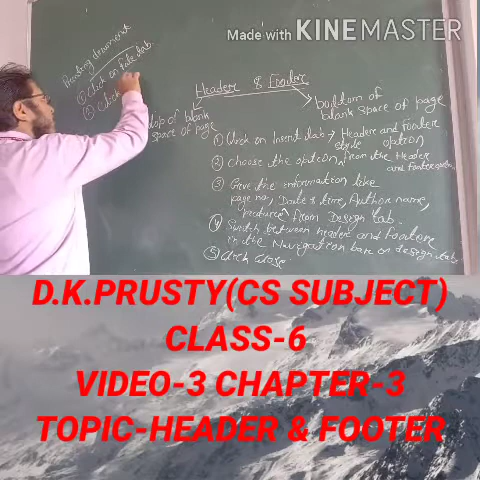 Made with KINEMASTER
Printing document
① Click on File tab
② Click
Header & Footer
top of blank
space of page
bottom of
blank space of page
① Click on Insert tab → Header and footer
style option
② choose the option from the Header
and Footer option
③ Give the information like
page no, Date & time, Author name,
picture ^ from Design tab.
④ Switch between header and Footer
in the Navigation bar on design tab
⑤ Click close.
D.K.PRUSTY(CS SUBJECT)
CLASS-6
VIDEO-3 CHAPTER-3
TOPIC-HEADER & FOOTER